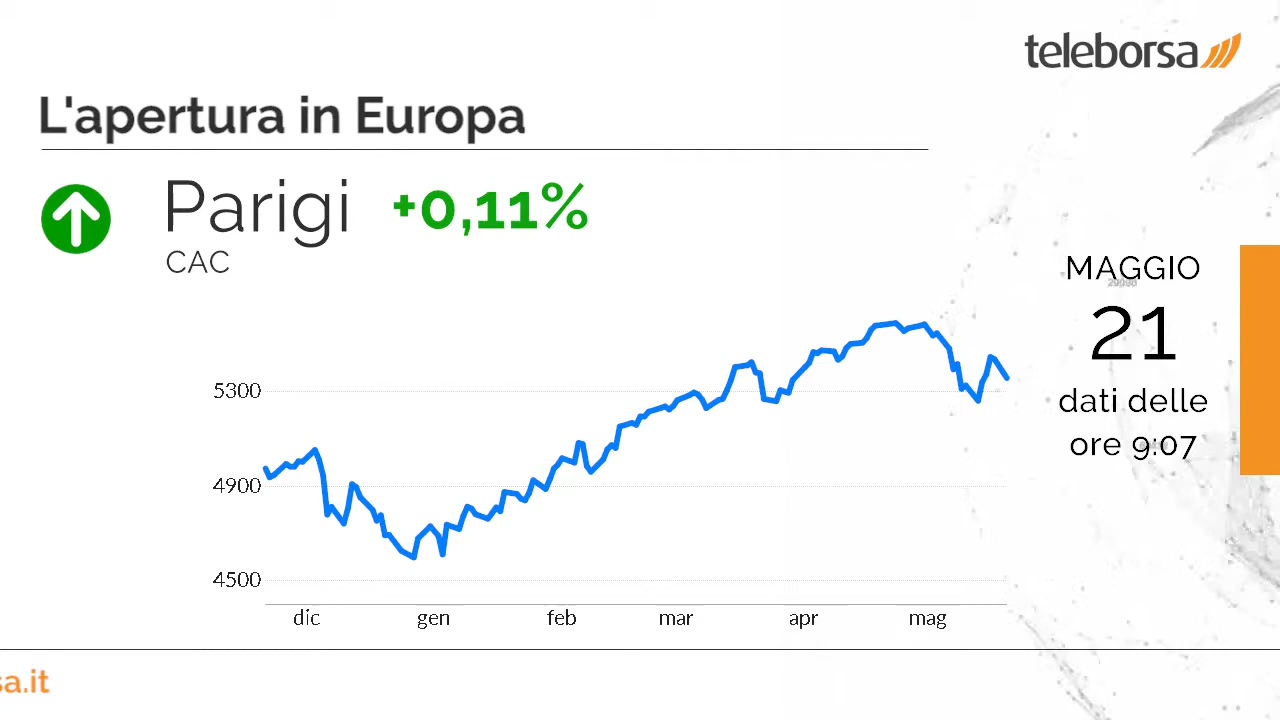 teleborsa
L'apertura in Europa
Parigi +0,11%
CAC
MAGGIO
21
dati delle
ore 9:07
5300
4900
4500
dic gen feb mar apr mag
sa.it